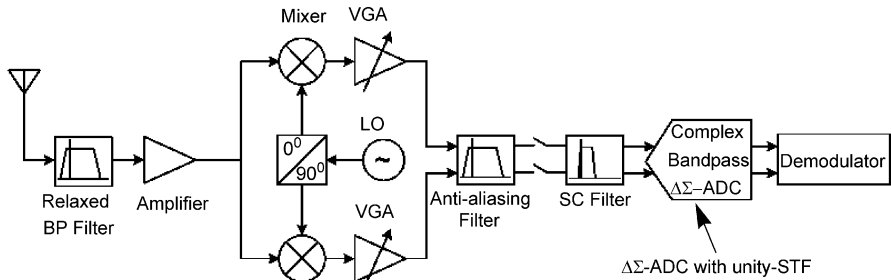 Mixer
VGA
LO
0⁰
90⁰
~
Relaxed
BP Filter
Amplifier
VGA
Anti-aliasing
Filter
SC Filter
Complex
Bandpass
ΔΣ–ADC
Demodulator
ΔΣ-ADC with unity-STF